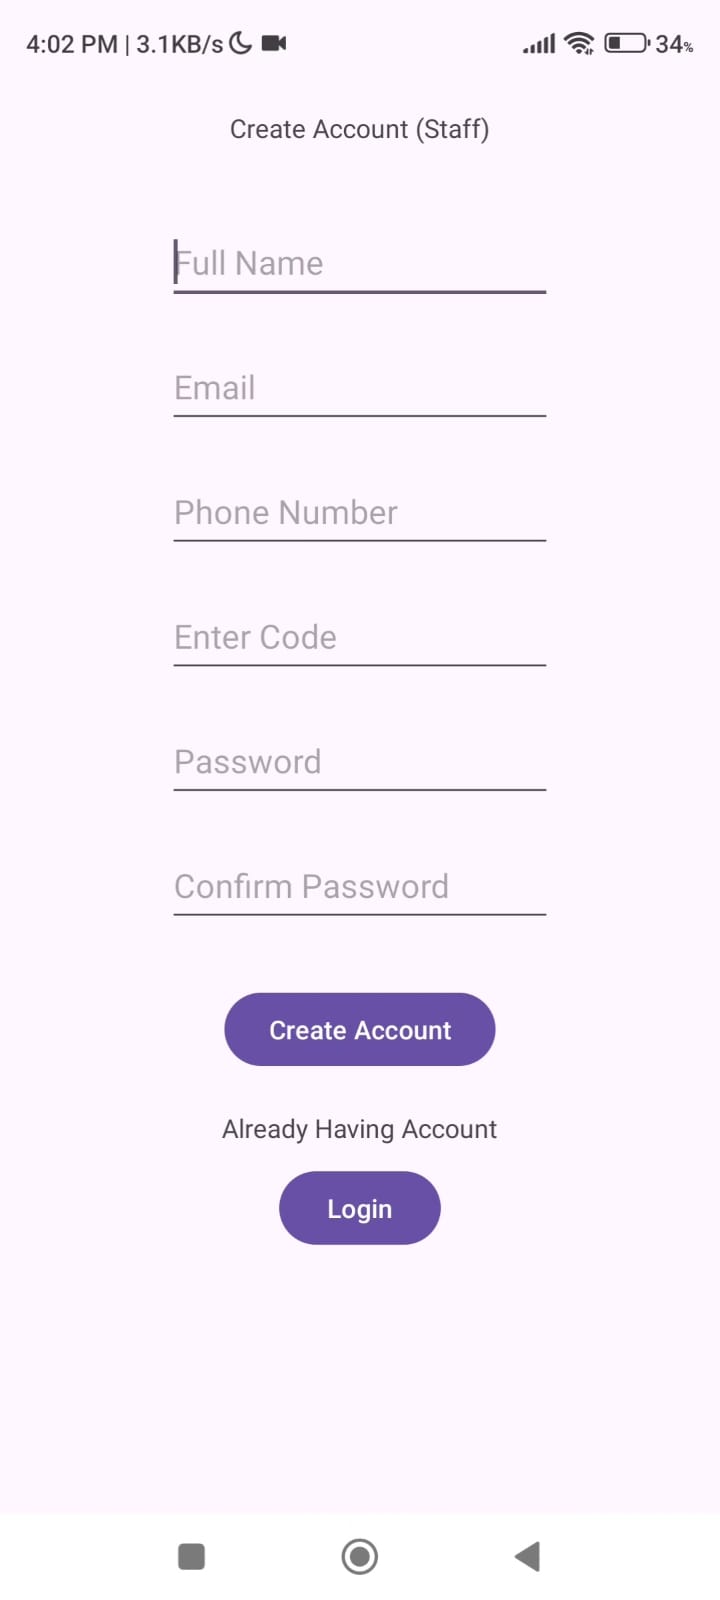 4:02 PM | 3.1KB/s 34%
Create Account (Staff)
Full Name
Email
Phone Number
Enter Code
Password
Confirm Password
Create Account
Already Having Account
Login